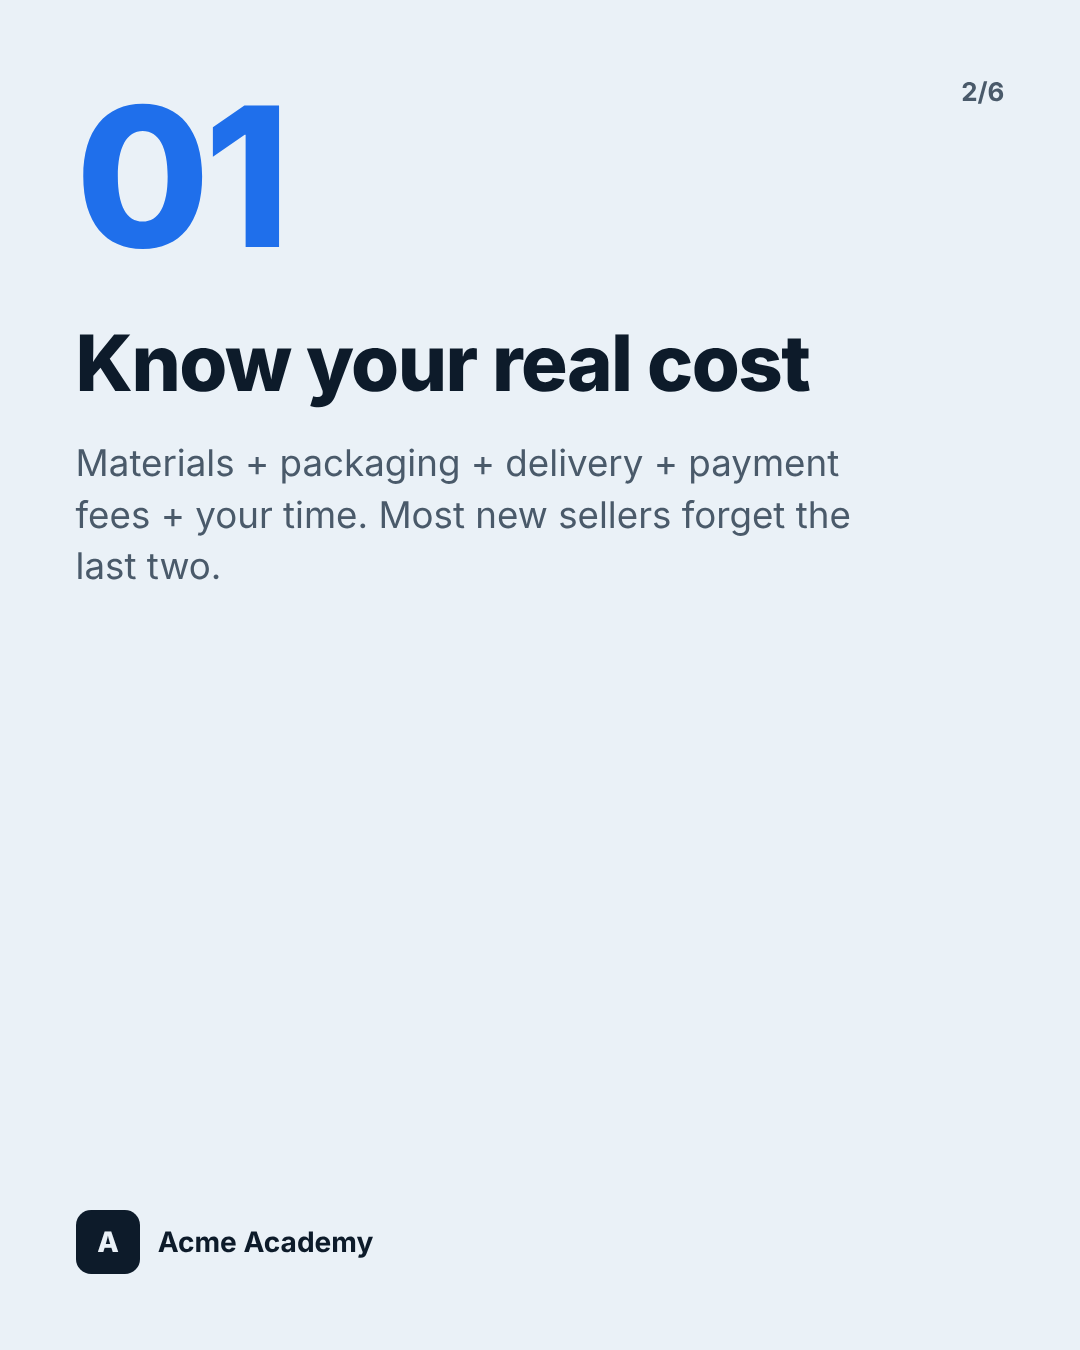 2/6
01
Know your real cost
Materials + packaging + delivery + payment
fees + your time. Most new sellers forget the
last two.
A
Acme Academy